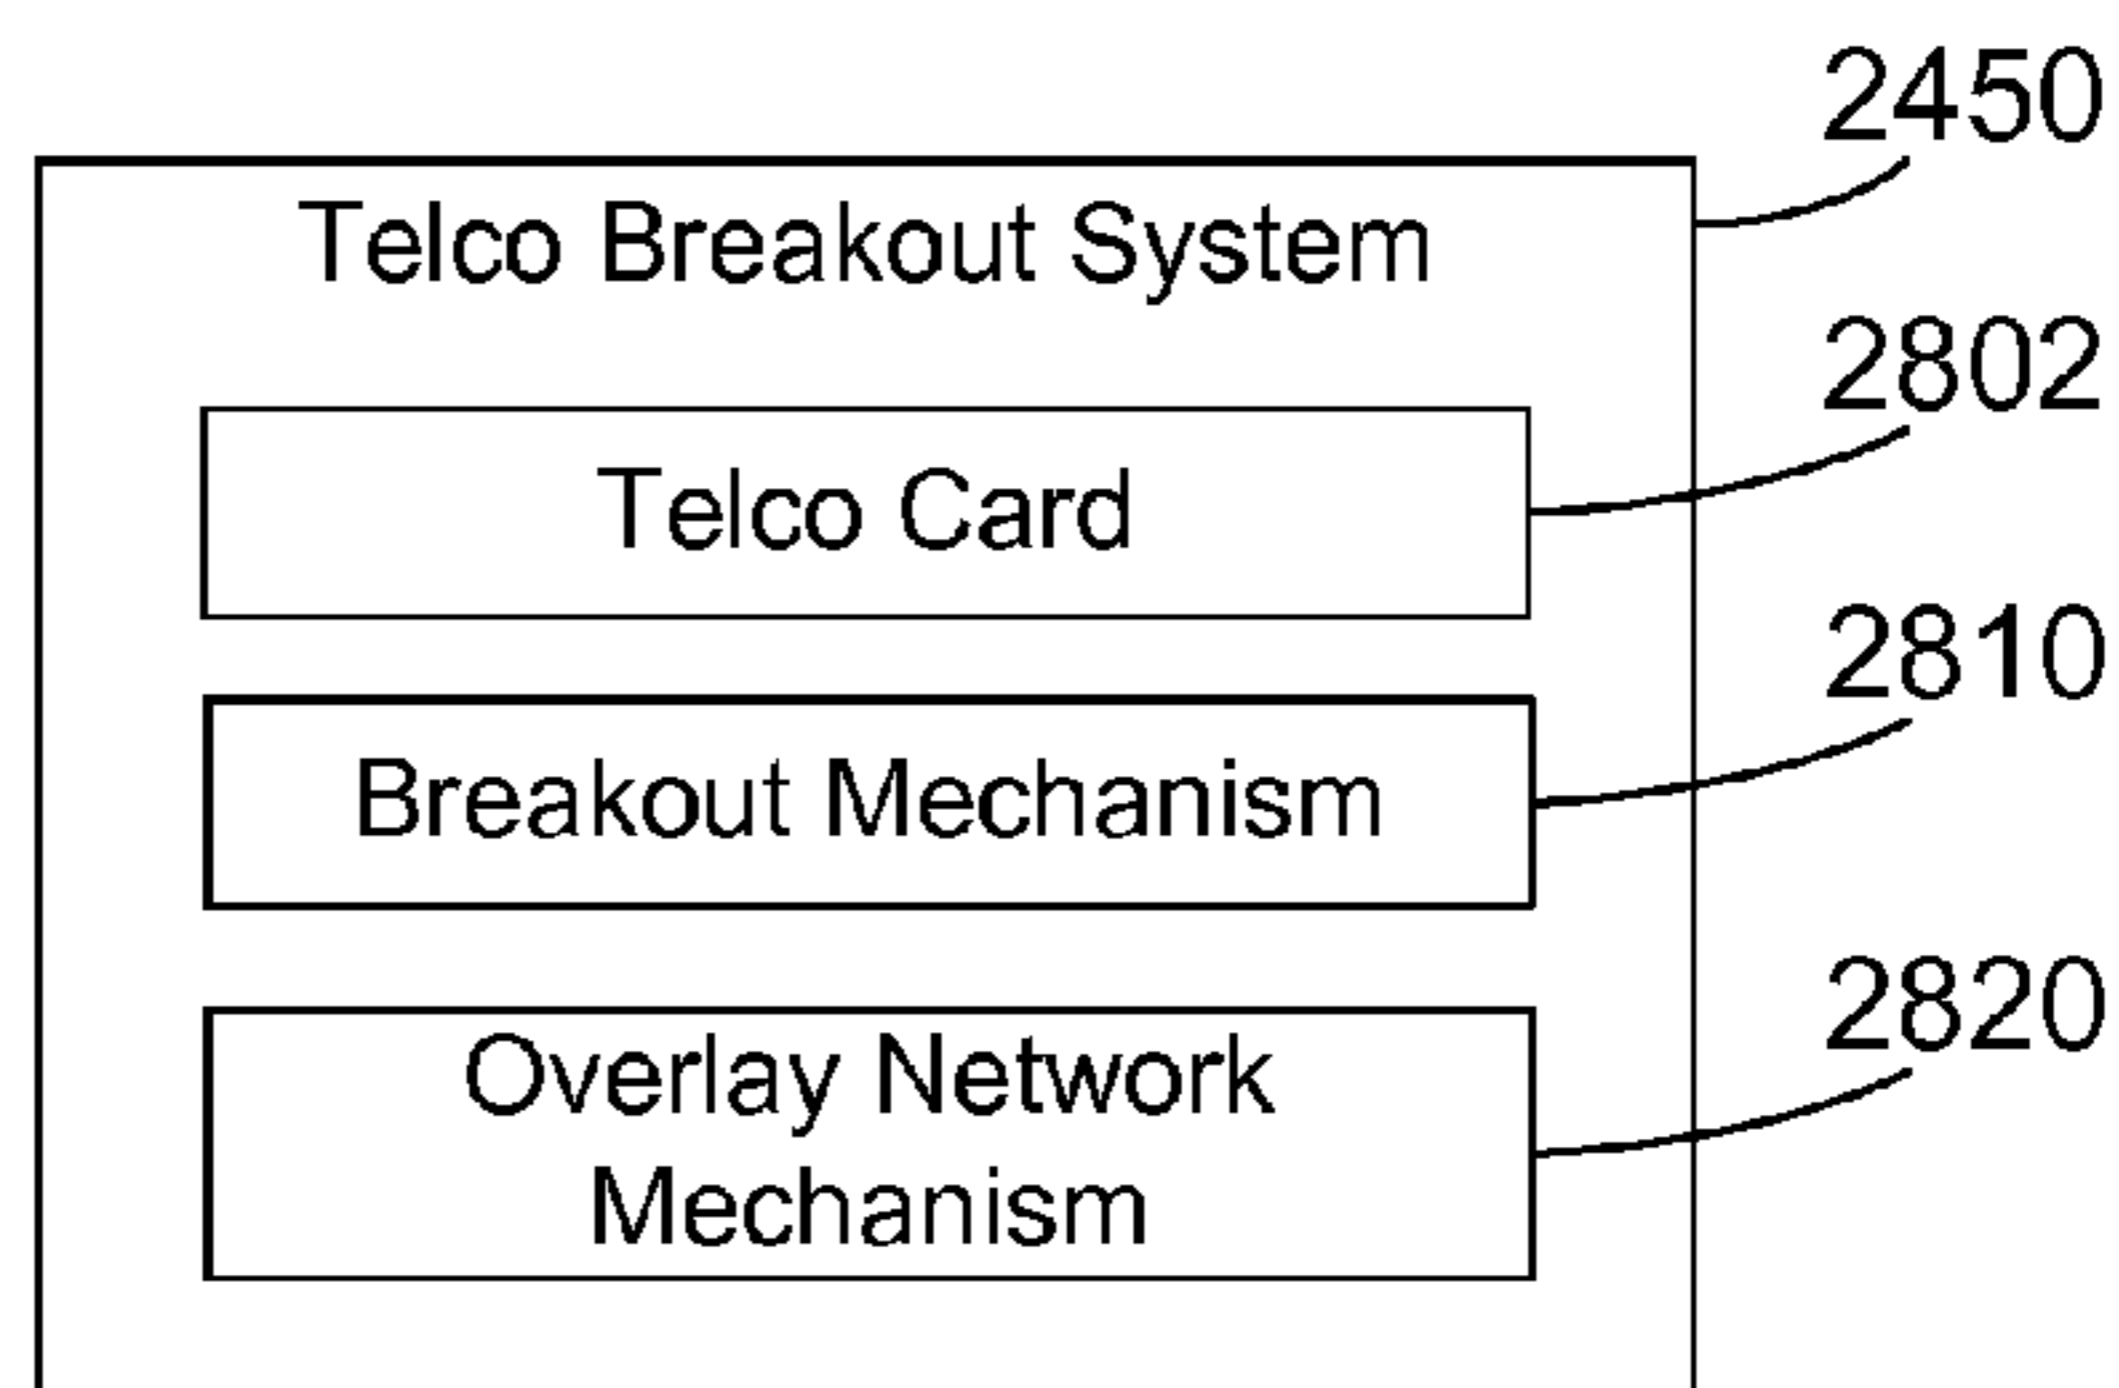 2450
Telco Breakout System
2802
Telco Card
2810
Breakout Mechanism
2820
Overlay Network
Mechanism